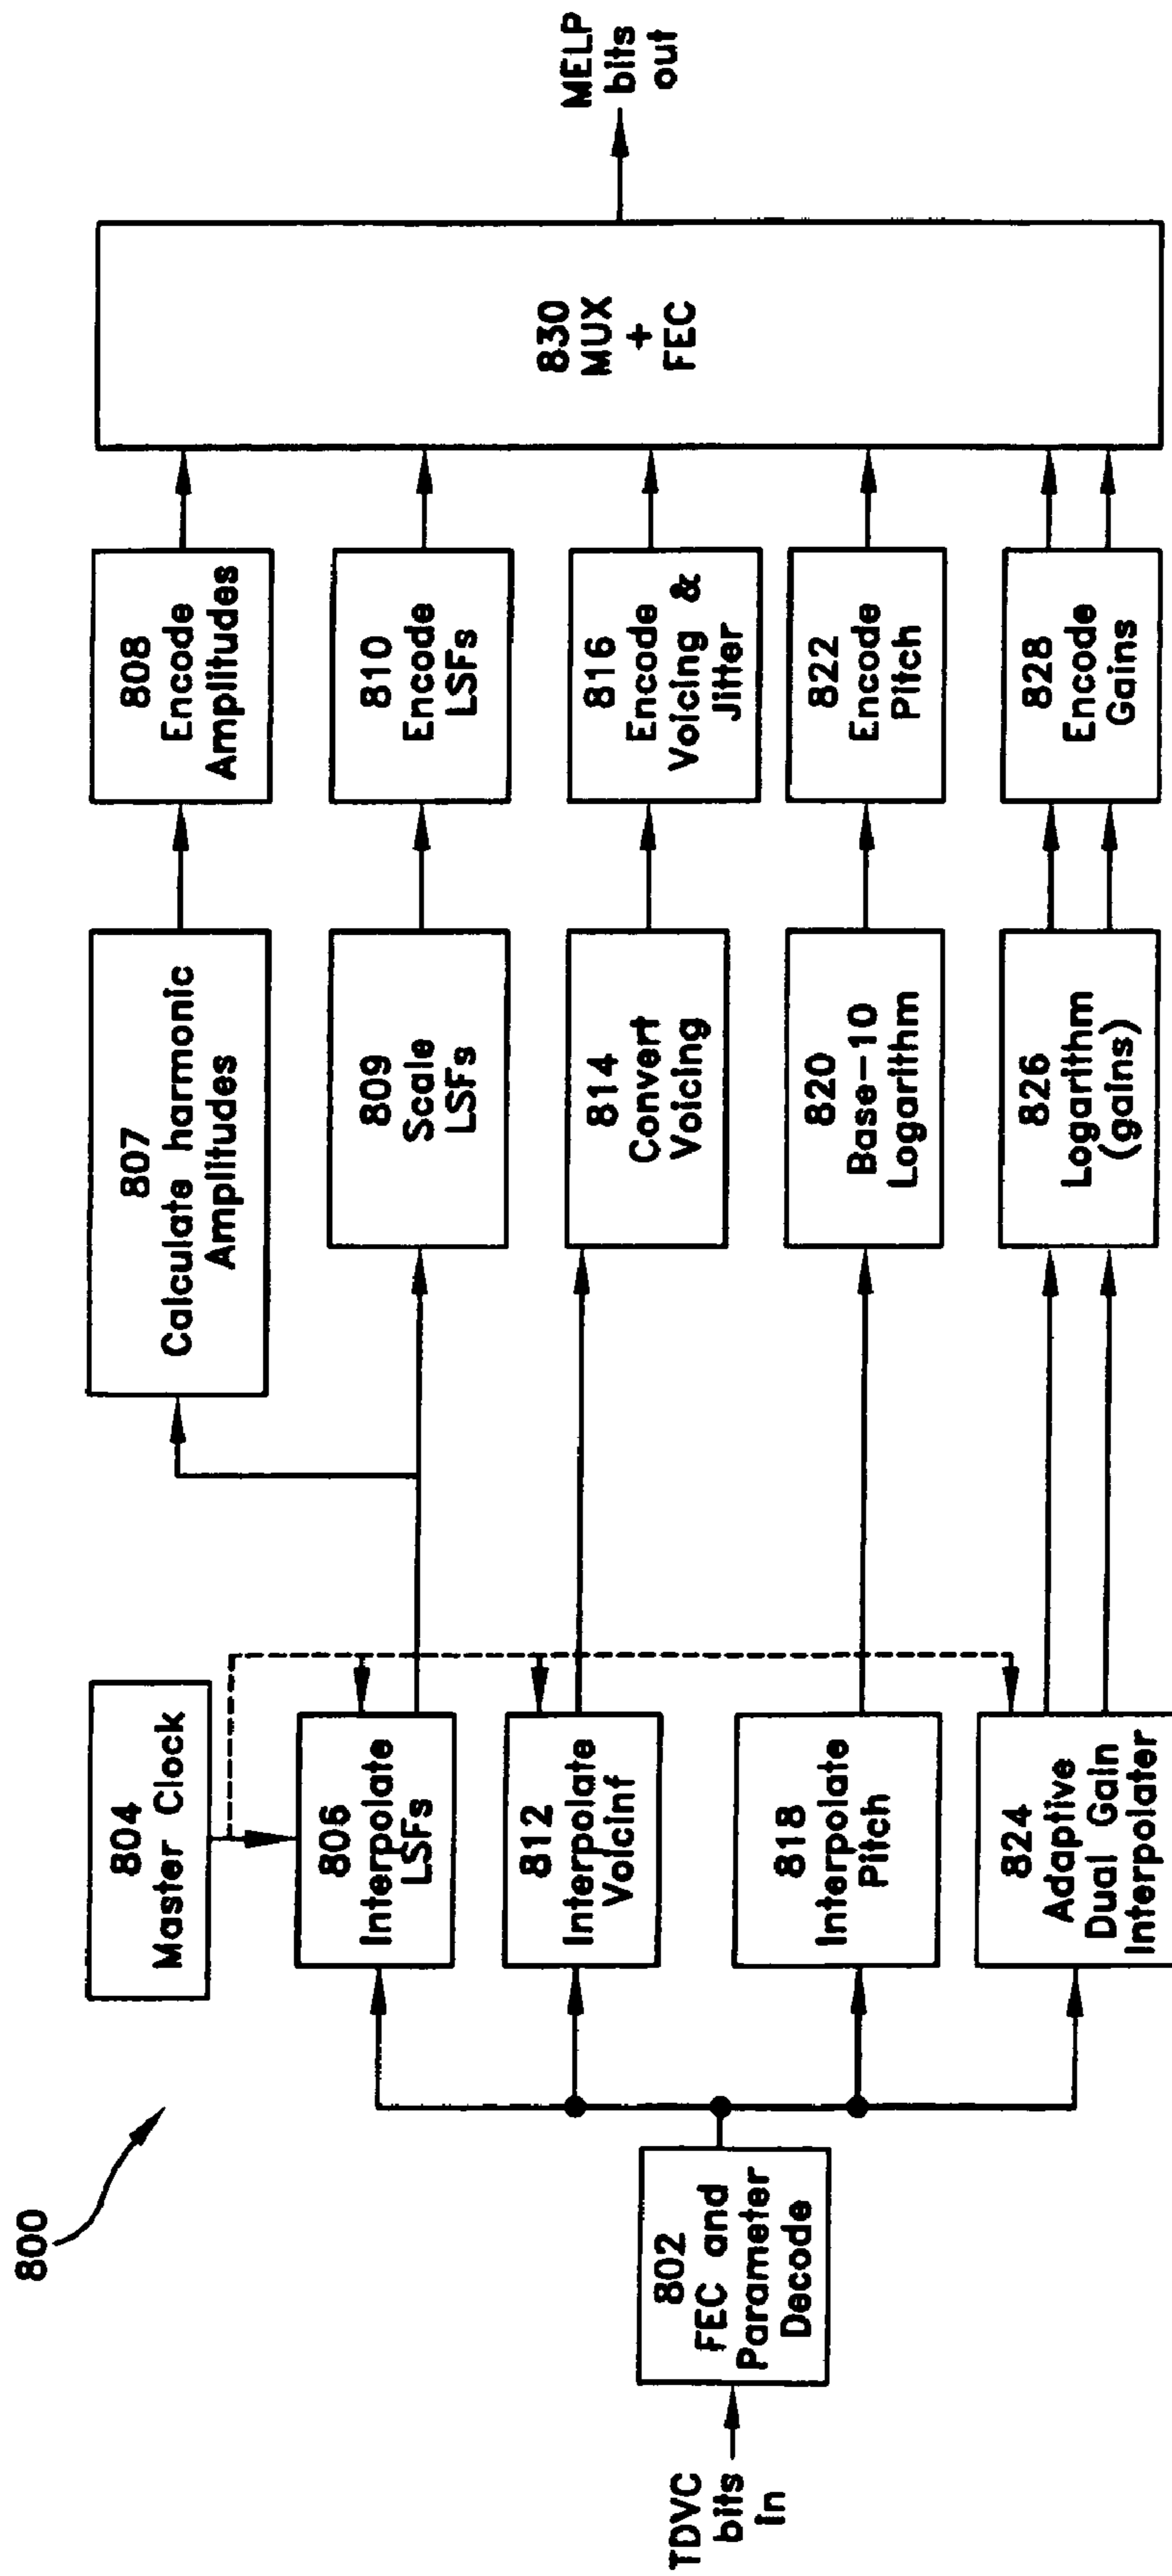 800
TDVC
bits
in
802
FEC and
Parameter
Decode
804
Master Clock
806
Interpolate
LSFs
812
Interpolate
Voicinf
818
Interpolate
Pitch
824
Adaptive
Dual Gain
Interpolater
807
Calculate harmonic
Amplitudes
809
Scale
LSFs
814
Convert
Voicing
820
Base-10
Logarithm
826
Logarithm
(gains)
808
Encode
Amplitudes
810
Encode
LSFs
816
Encode
Voicing &
Jitter
822
Encode
Pitch
828
Encode
Gains
830
MUX
+
FEC
MELP
bits
out